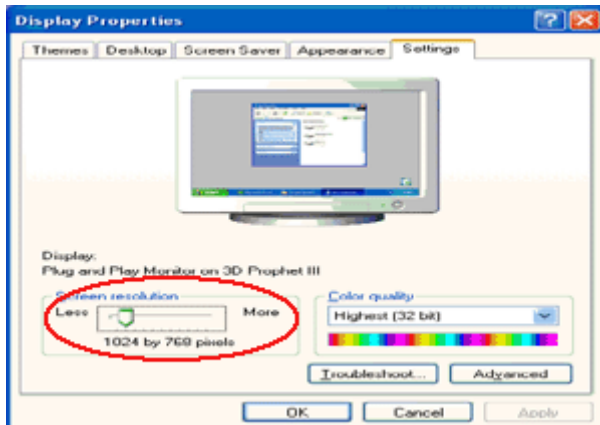 Display Properties
Themes Desktop Screen Saver Appearance Settings
Display:
Plug and Play Monitor on 3D Prophet III
Screen resolution
Less More
1024 by 768 pixels
Color quality
Highest (32 bit)
Troubleshoot... Advanced
OK Cancel Apply